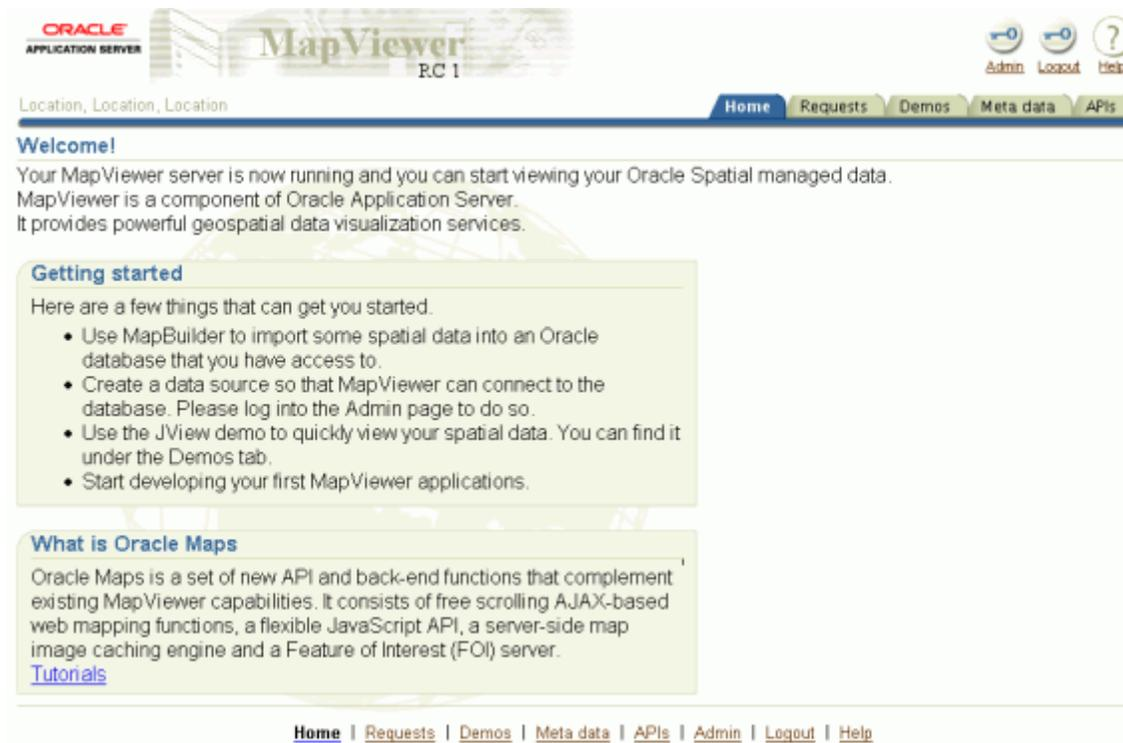 ORACLE
APPLICATION SERVER
MapViewer
RC 1
Admin Logout Help
Location, Location, Location
Home Requests Demos Meta data APIs
Welcome!
Your MapViewer server is now running and you can start viewing your Oracle Spatial managed data.
MapViewer is a component of Oracle Application Server.
It provides powerful geospatial data visualization services.
Getting started
Here are a few things that can get you started.
• Use MapBuilder to import some spatial data into an Oracle
database that you have access to.
• Create a data source so that MapViewer can connect to the
database. Please log into the Admin page to do so.
• Use the JView demo to quickly view your spatial data. You can find it
under the Demos tab.
• Start developing your first MapViewer applications.
What is Oracle Maps
Oracle Maps is a set of new API and back-end functions that complement
existing MapViewer capabilities. It consists of free scrolling AJAX-based
web mapping functions, a flexible JavaScript API, a server-side map
image caching engine and a Feature of Interest (FOI) server.
Tutorials
Home | Requests | Demos | Meta data | APIs | Admin | Logout | Help